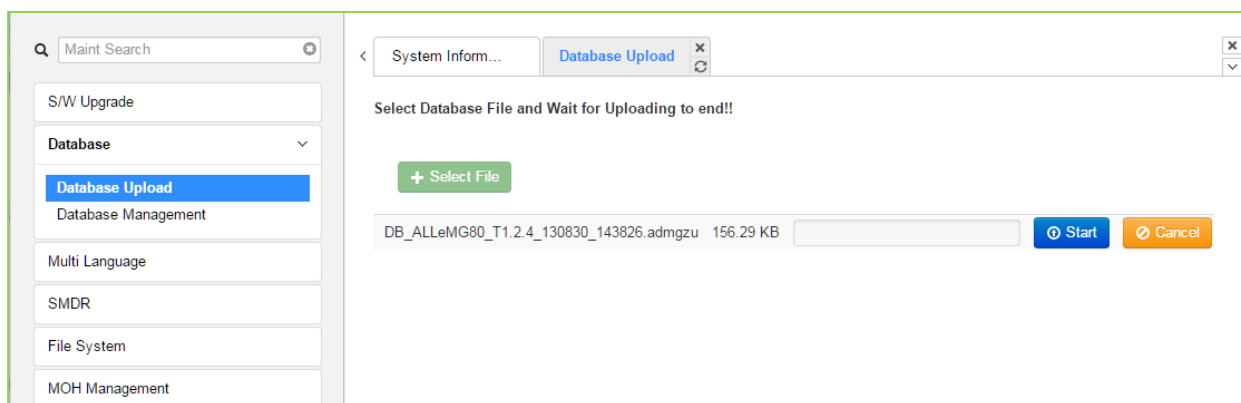 Maint Search
S/W Upgrade
Database
Database Upload
Database Management
Multi Language
SMDR
File System
MOH Management
System Inform...
Database Upload
Select Database File and Wait for Uploading to end!!
Select File
DB_ALLeMG80_T1.2.4_130830_143826.admgzu 156.29 KB Start Cancel